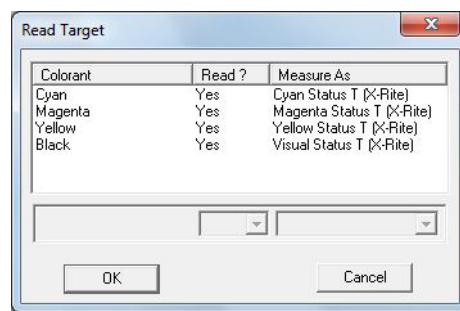 Read Target
Colorant Read ? Measure As
Cyan Yes Cyan Status T (X-Rite)
Magenta Yes Magenta Status T (X-Rite)
Yellow Yes Yellow Status T (X-Rite)
Black Yes Visual Status T (X-Rite)
OK Cancel